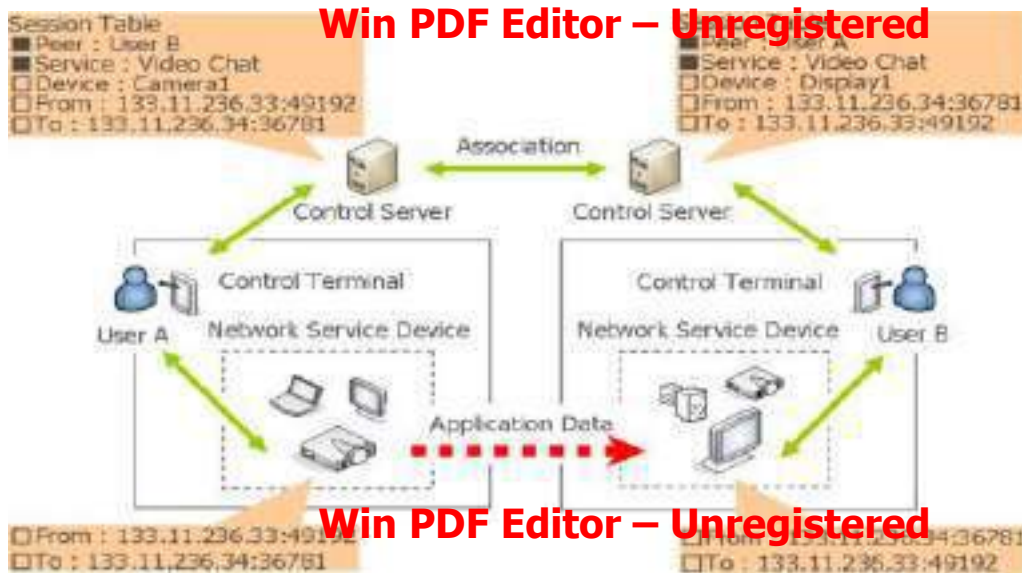 Win PDF Editor – Unregistered
Session Table
■Peer : User B
■Service : Video Chat
□Device : Camera1
□From : 133.11.236.33:49192
□To : 133.11.236.34:36781
■Peer : User A
■Service : Video Chat
□Device : Display1
□From : 133.11.236.34:36781
□To : 133.11.236.33:49192
Association
Control Server
Control Server
Control Terminal
Control Terminal
User A
Network Service Device
Network Service Device
User B
Application Data
Win PDF Editor – Unregistered
□From : 133.11.236.33:49192
□To : 133.11.236.34:36781
□To : 133.11.236.33:49192